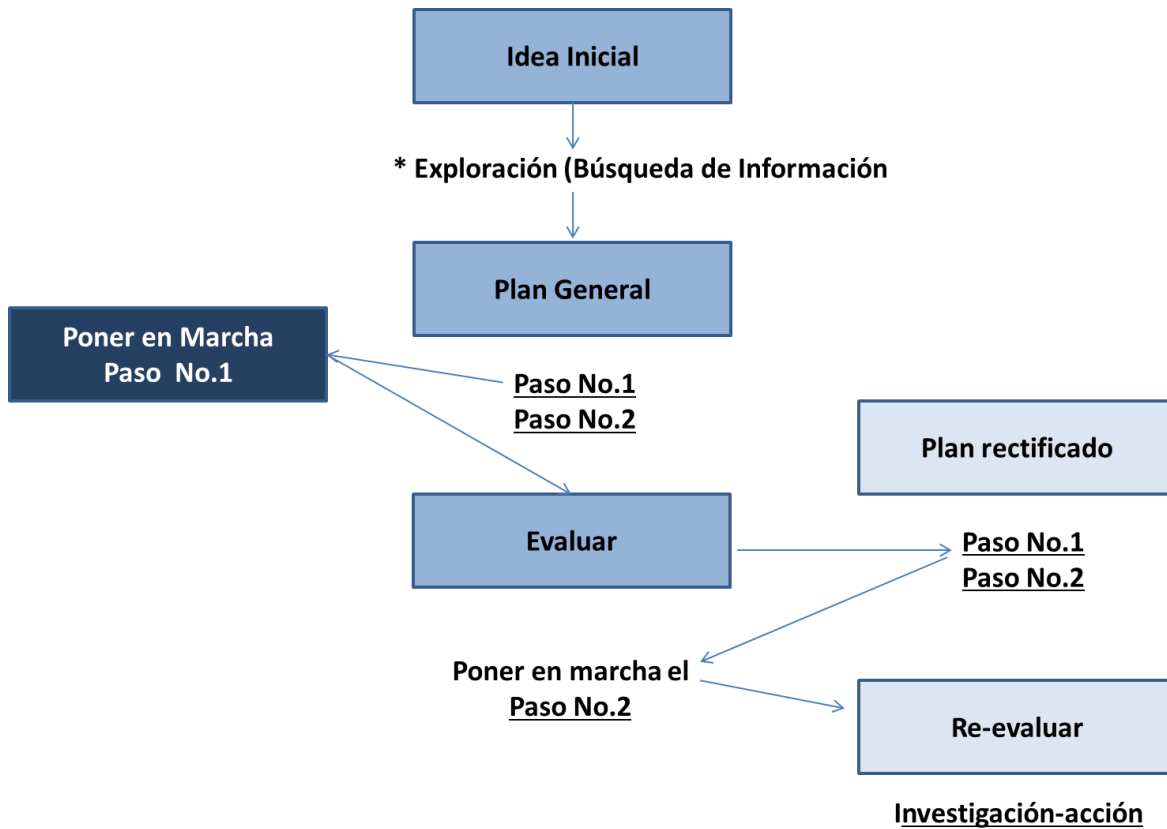 Idea Inicial
* Exploración (Búsqueda de Información
Plan General
Poner en Marcha
Paso No.1
Paso No.1
Paso No.2
Plan rectificado
Evaluar
Paso No.1
Paso No.2
Poner en marcha el
Paso No.2
Re-evaluar
Investigación-acción